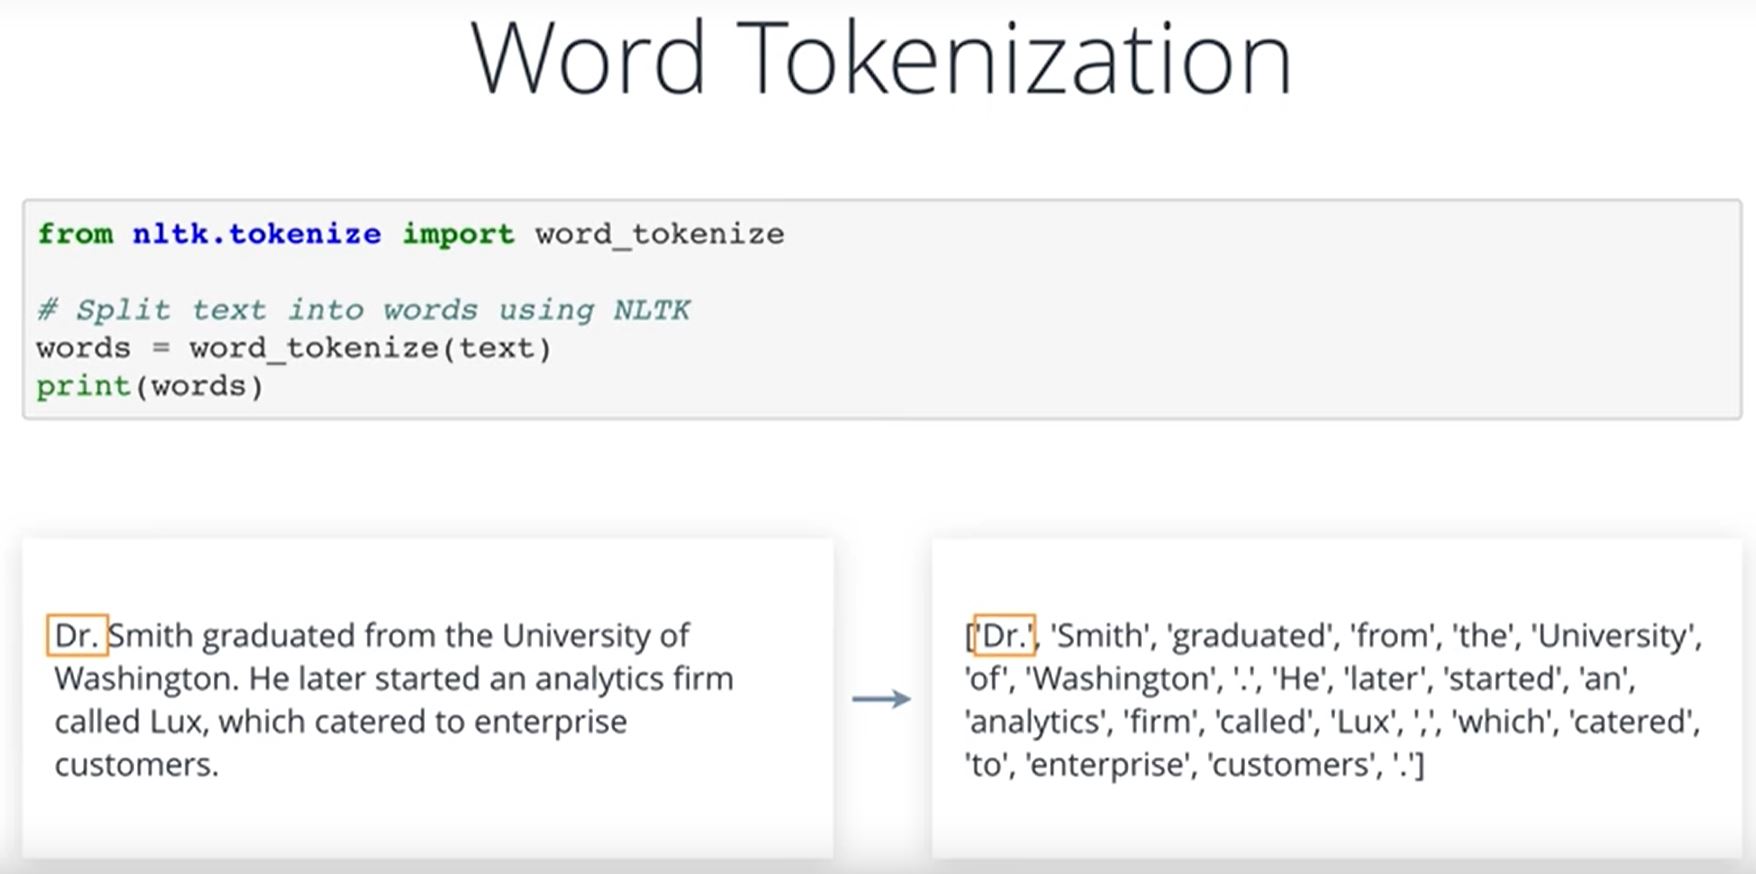 Word Tokenization
from nltk.tokenize import word_tokenize
# Split text into words using NLTK
words = word_tokenize(text)
print(words)
Dr. Smith graduated from the University of
Washington. He later started an analytics firm
called Lux, which catered to enterprise
customers.
['Dr.', 'Smith', 'graduated', 'from', 'the', 'University',
'of', 'Washington', '.', 'He', 'later', 'started', 'an',
'analytics', 'firm', 'called', 'Lux', ',', 'which', 'catered',
'to', 'enterprise', 'customers', '.']